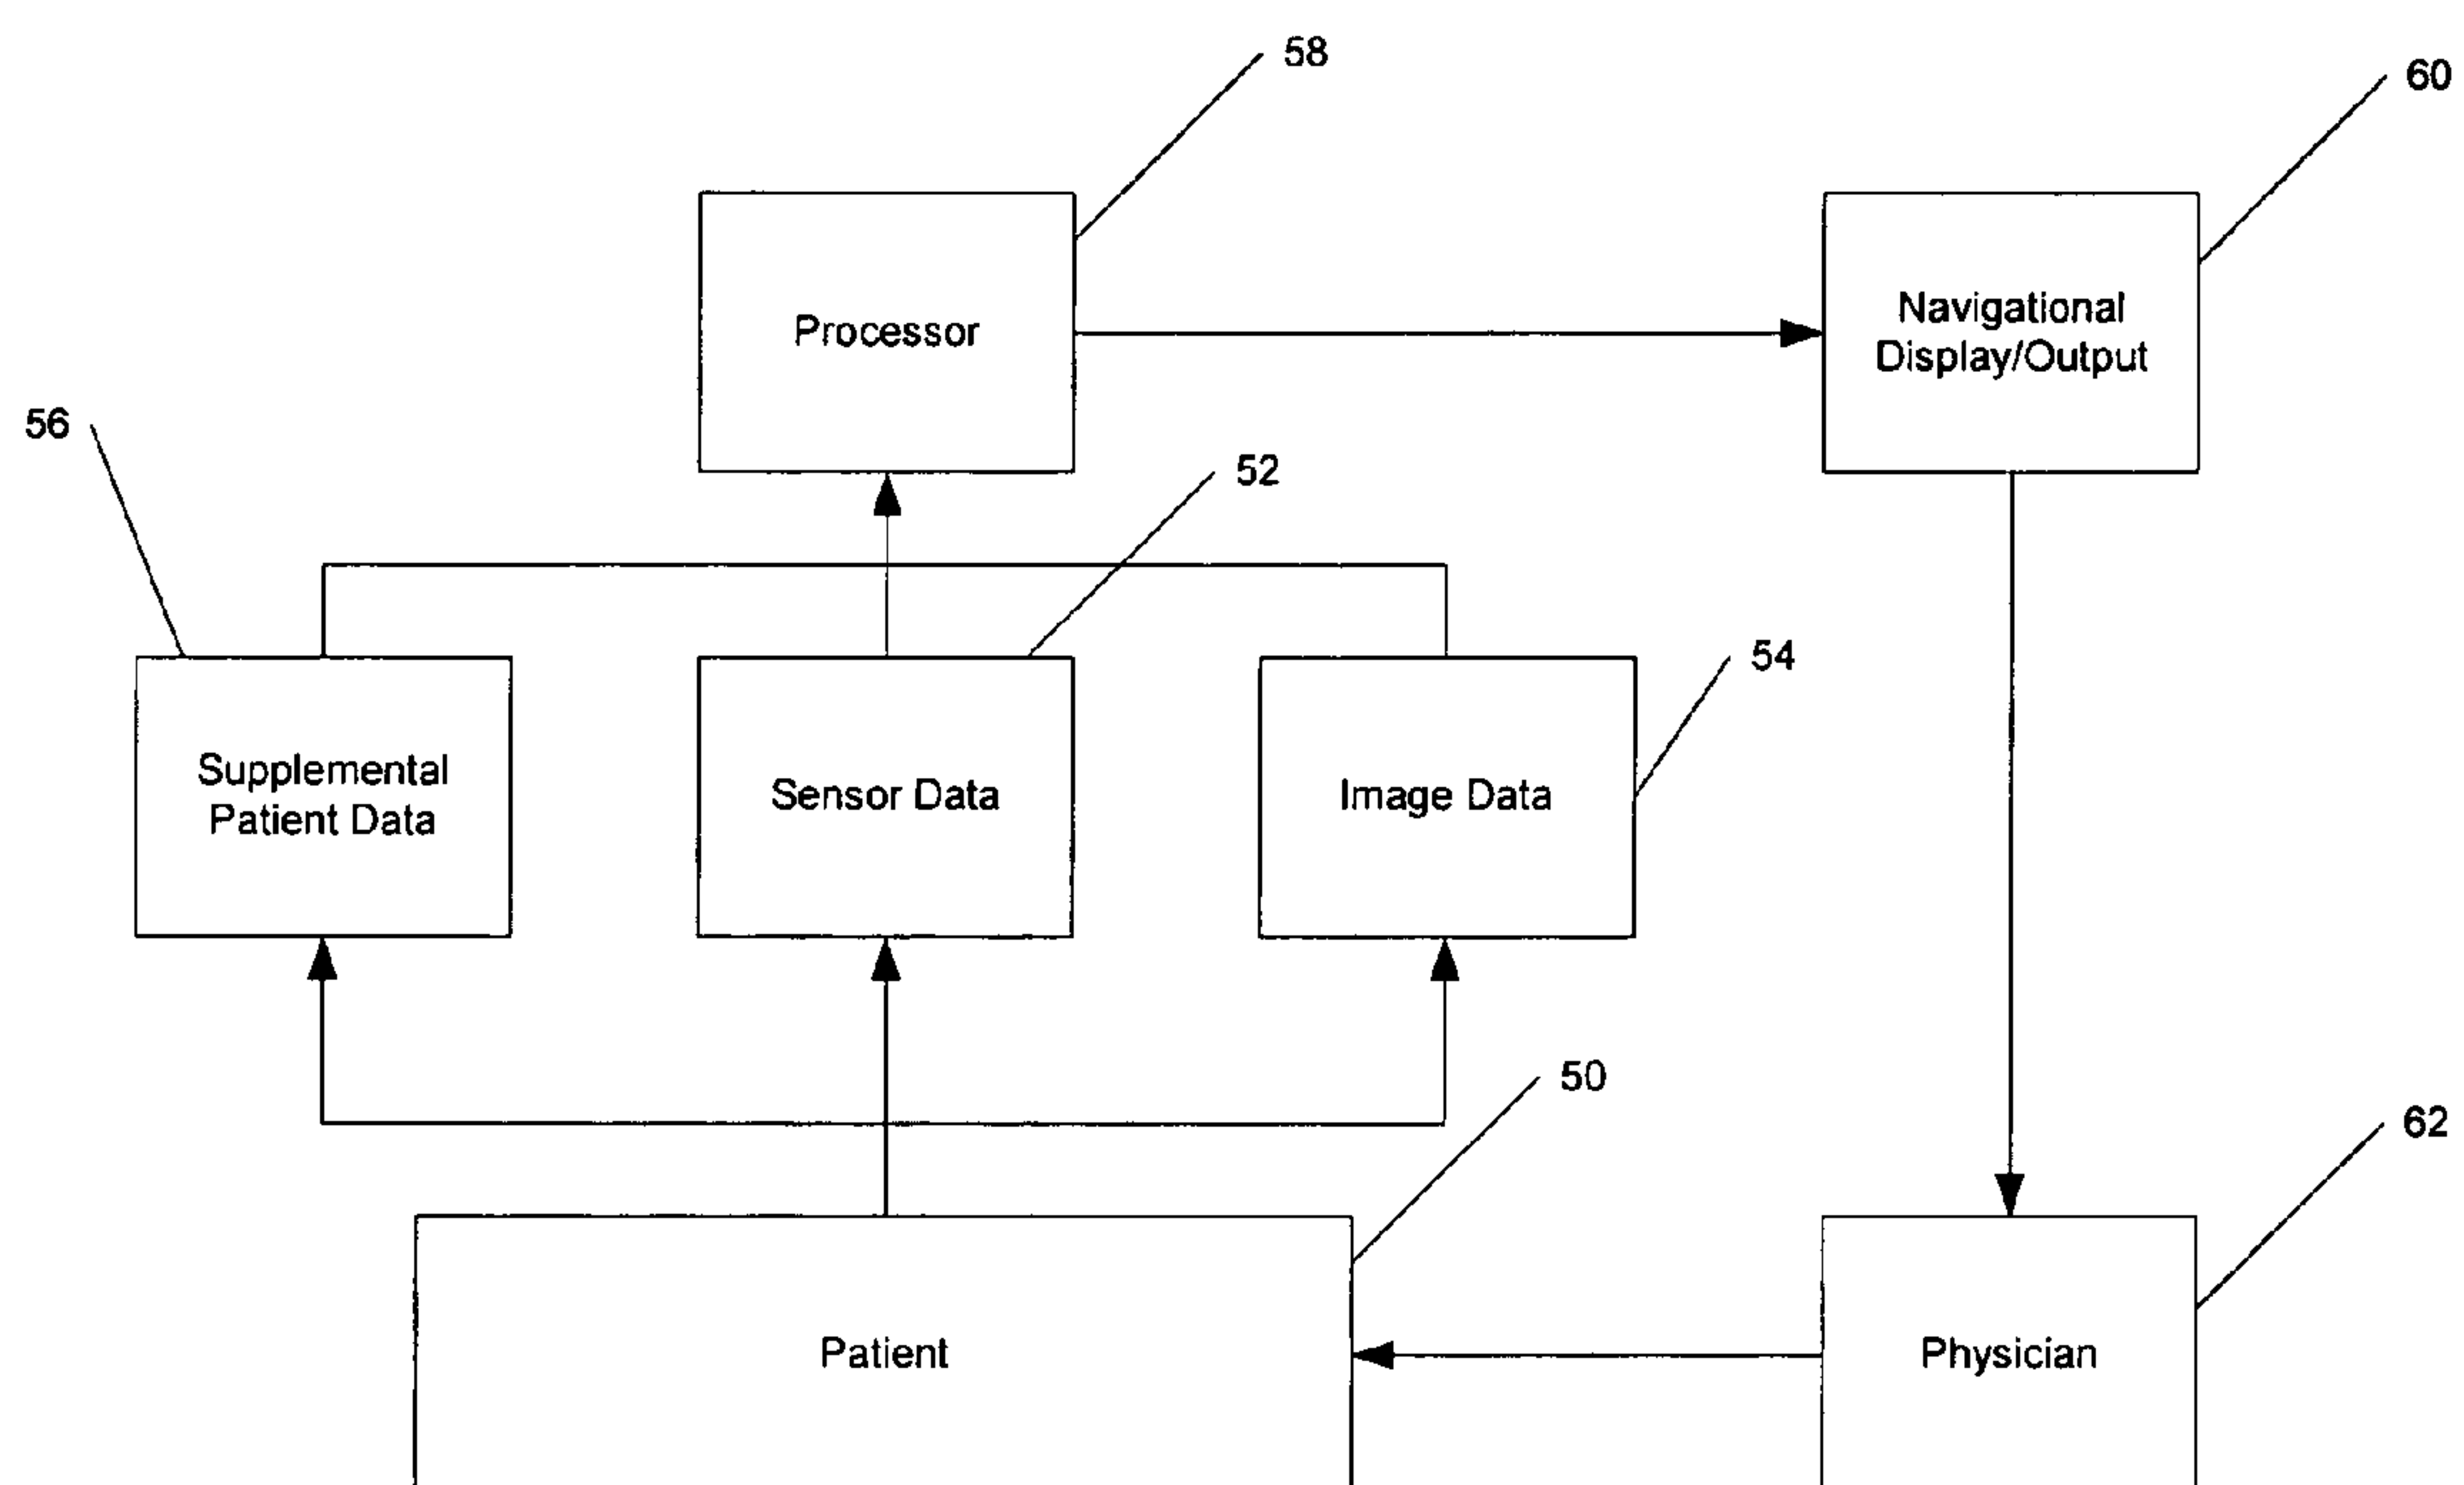 58
60
Processor
Navigational
Display/Output
56
52
54
Supplemental
Patient Data
Sensor Data
Image Data
50
62
Patient
Physician